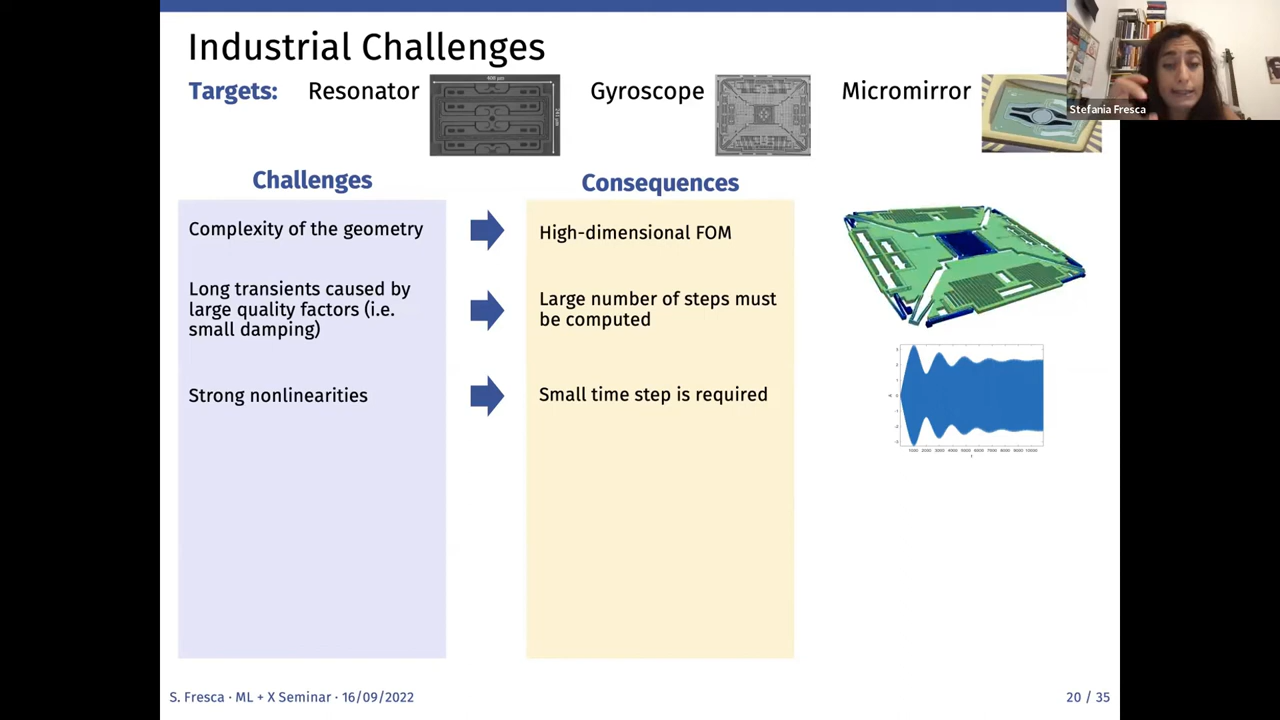 Industrial Challenges
Targets: Resonator Gyroscope Micromirror
Stefania Fresca
Challenges Consequences
Complexity of the geometry
High-dimensional FOM
Long transients caused by
large quality factors (i.e.
small damping)
Large number of steps must
be computed
Strong nonlinearities
Small time step is required
S. Fresca · ML + X Seminar · 16/09/2022
20 / 35